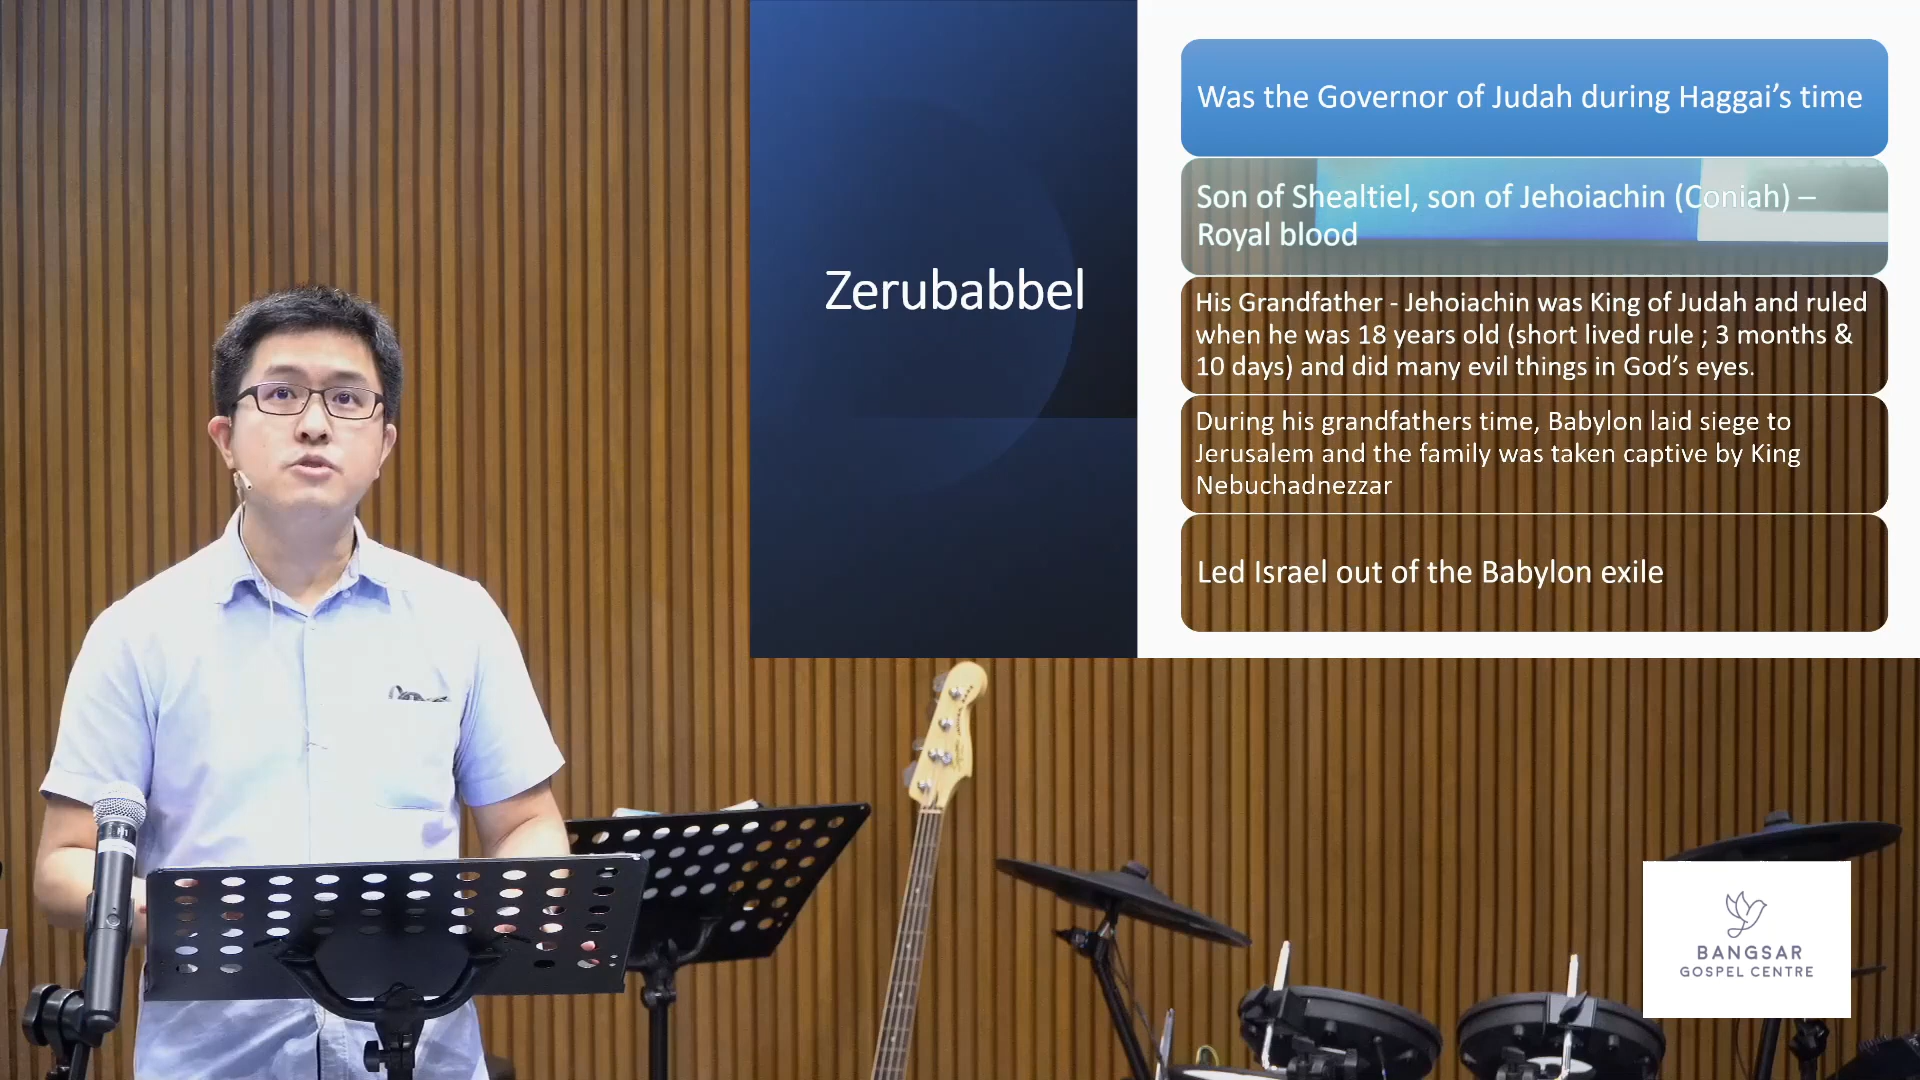 Zerubabbel
Was the Governor of Judah during Haggai’s time
Son of Shealtiel, son of Jehoiachin (Coniah) –
Royal blood
His Grandfather - Jehoiachin was King of Judah and ruled
when he was 18 years old (short lived rule ; 3 months &
10 days) and did many evil things in God’s eyes.
During his grandfathers time, Babylon laid siege to
Jerusalem and the family was taken captive by King
Nebuchadnezzar
Led Israel out of the Babylon exile
BANGSAR
GOSPEL CENTRE